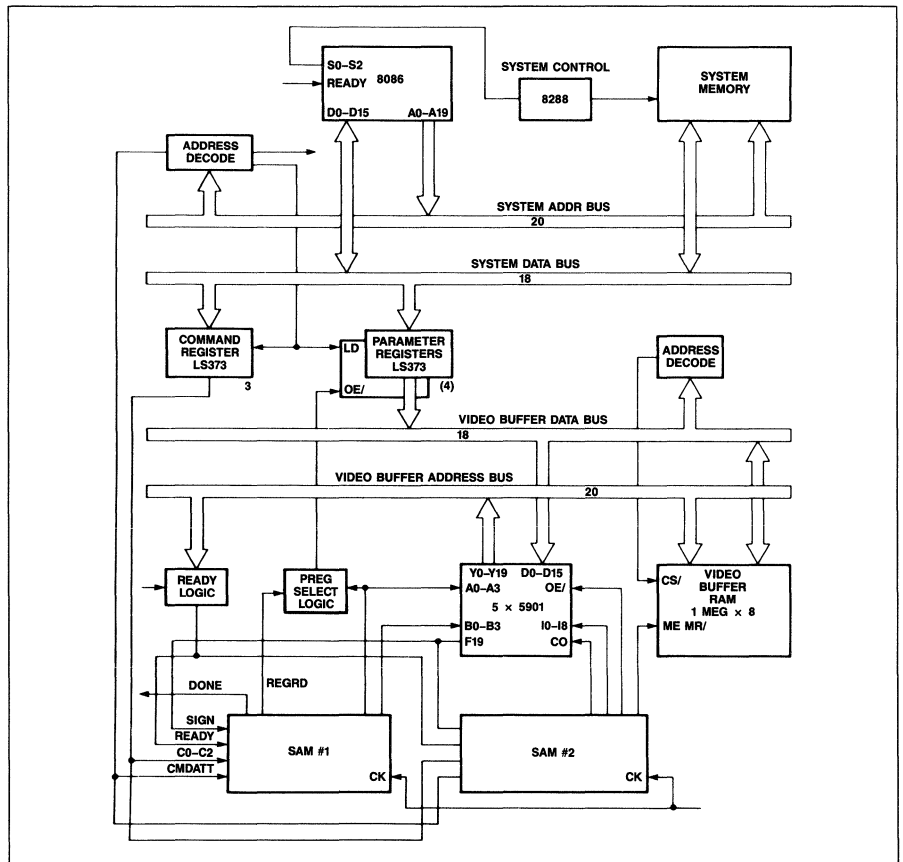 S0–S2
8086
READY
D0–D15
A0–A19
SYSTEM CONTROL
8288
SYSTEM
MEMORY
ADDRESS
DECODE
SYSTEM ADDR BUS
20
SYSTEM DATA BUS
18
COMMAND
REGISTER
LS373
3
LD
OE/
PARAMETER
REGISTERS
LS373
(4)
ADDRESS
DECODE
VIDEO BUFFER DATA BUS
18
VIDEO BUFFER ADDRESS BUS
20
READY
LOGIC
PREG
SELECT
LOGIC
Y0–Y19 D0–D15
A0–A3 OE/
5 × 5901
B0–B3 I0–I8
F19 CO
CS/
VIDEO
BUFFER
RAM
1 MEG × 8
ME MR/
DONE
REGRD
SIGN
READY
C0–C2
CMDATT
SAM #1
CK
SAM #2
CK